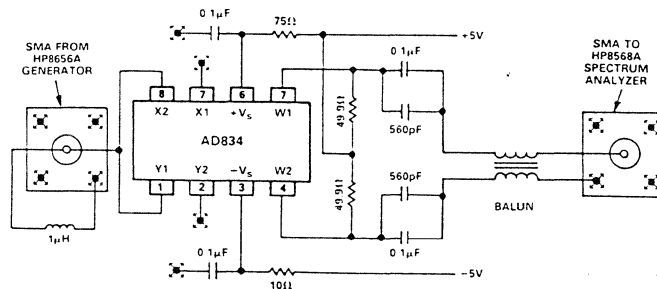 SMA FROM
HP8656A
GENERATOR
0 1µF
75Ω
+5V
0 1µF
560pF
SMA TO
HP8568A
SPECTRUM
ANALYZER
8
7
6
7
X2
X1
+VS
W1
AD834
Y1
Y2
−VS
W2
1
2
3
4
49.9Ω
49.9Ω
560pF
0 1µF
BALUN
1µH
0 1µF
10Ω
−5V